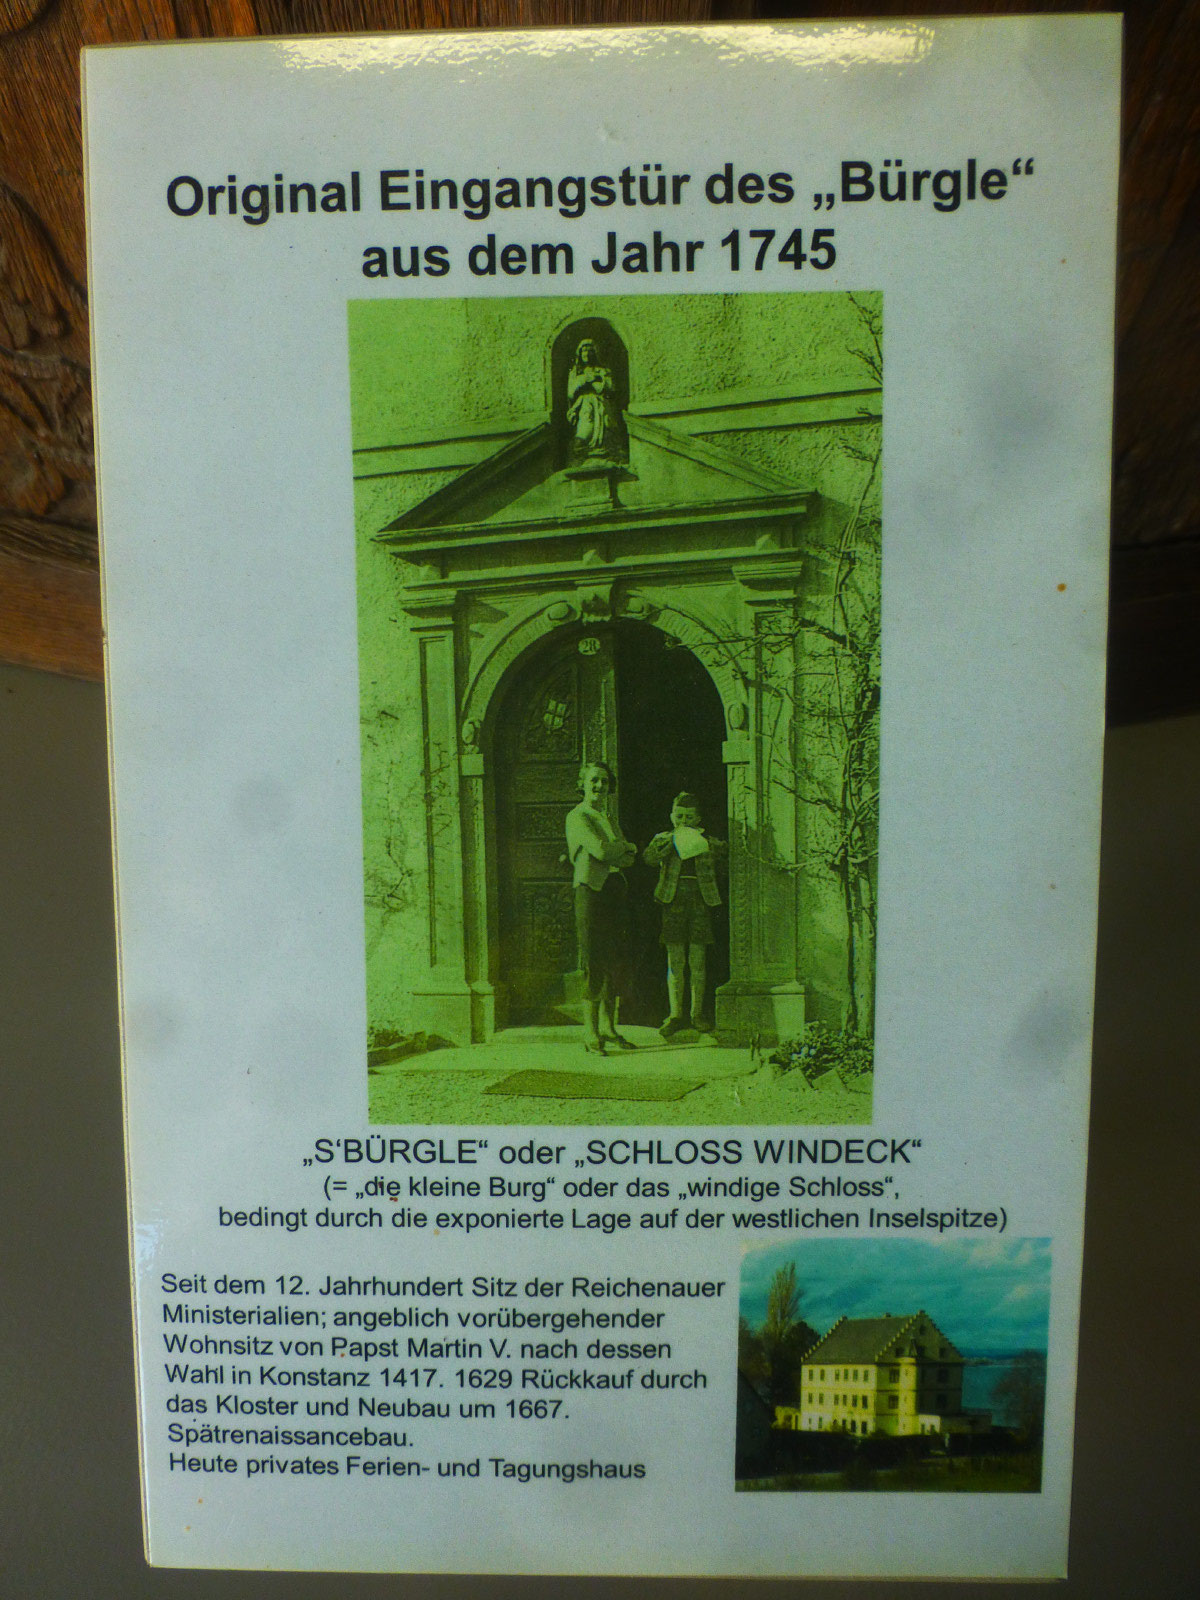 Original Eingangstür des „Bürgle“
aus dem Jahr 1745
28
„S‘BÜRGLE“ oder „SCHLOSS WINDECK“
(= „die kleine Burg“ oder das „windige Schloss“,
bedingt durch die exponierte Lage auf der westlichen Inselspitze)
Seit dem 12. Jahrhundert Sitz der Reichenauer
Ministerialien; angeblich vorübergehender
Wohnsitz von Papst Martin V. nach dessen
Wahl in Konstanz 1417. 1629 Rückkauf durch
das Kloster und Neubau um 1667.
Spätrenaissancebau.
Heute privates Ferien- und Tagungshaus